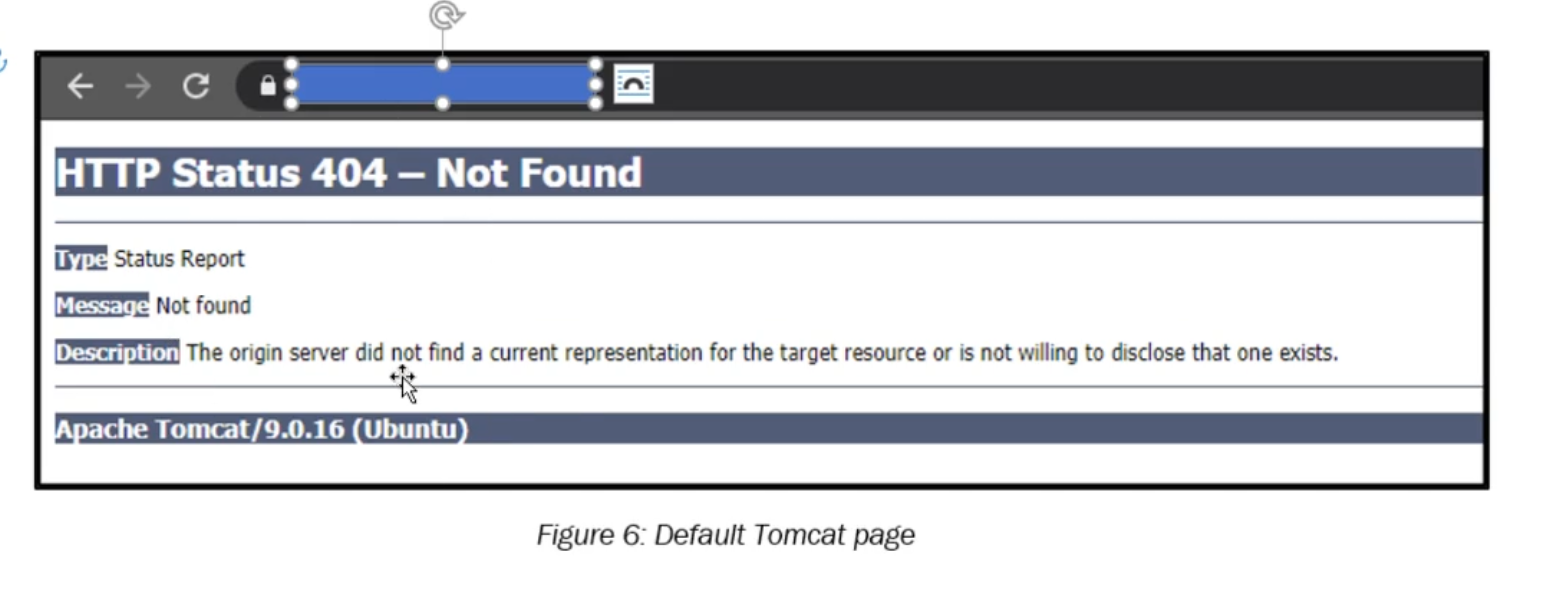 HTTP Status 404 – Not Found
Type Status Report
Message Not found
Description The origin server did not find a current representation for the target resource or is not willing to disclose that one exists.
Apache Tomcat/9.0.16 (Ubuntu)
Figure 6: Default Tomcat page